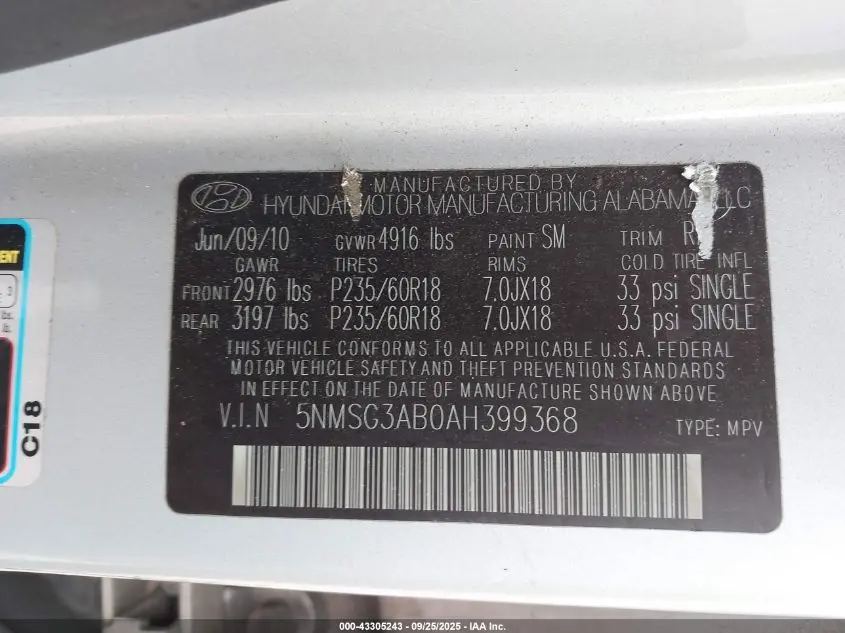 MANUFACTURED BY
HYUNDAI MOTOR MANUFACTURING ALABAMA, LLC
Jun/09/10 GVWR 4916 lbs PAINT SM TRIM
GAWR TIRES RIMS COLD TIRE INFL
FRONT 2976 lbs P235/60R18 7.0JX18 33 psi SINGLE
REAR 3197 lbs P235/60R18 7.0JX18 33 psi SINGLE
THIS VEHICLE CONFORMS TO ALL APPLICABLE U.S.A. FEDERAL
MOTOR VEHICLE SAFETY AND THEFT PREVENTION STANDARDS
IN EFFECT ON THE DATE OF MANUFACTURE SHOWN ABOVE
V.I.N 5NMSG3AB0AH399368 TYPE: MPV
3
lbs.
lb.
C18
000-43305243 - 09/25/2025 - IAA Inc.